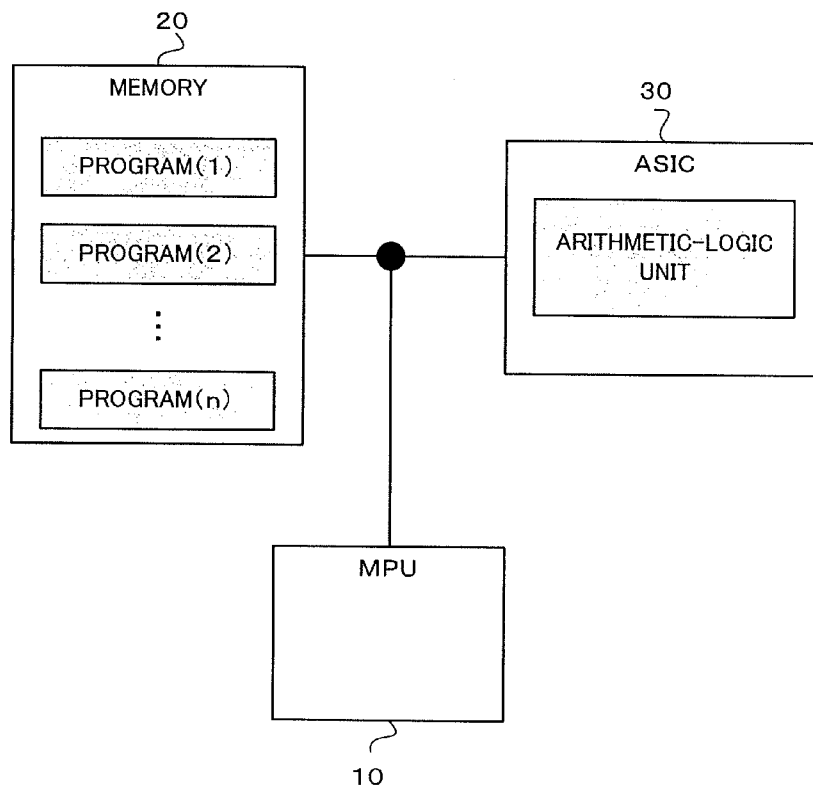 20
MEMORY
PROGRAM(1)
PROGRAM(2)
⋮
PROGRAM(n)
30
ASIC
ARITHMETIC-LOGIC
UNIT
MPU
10